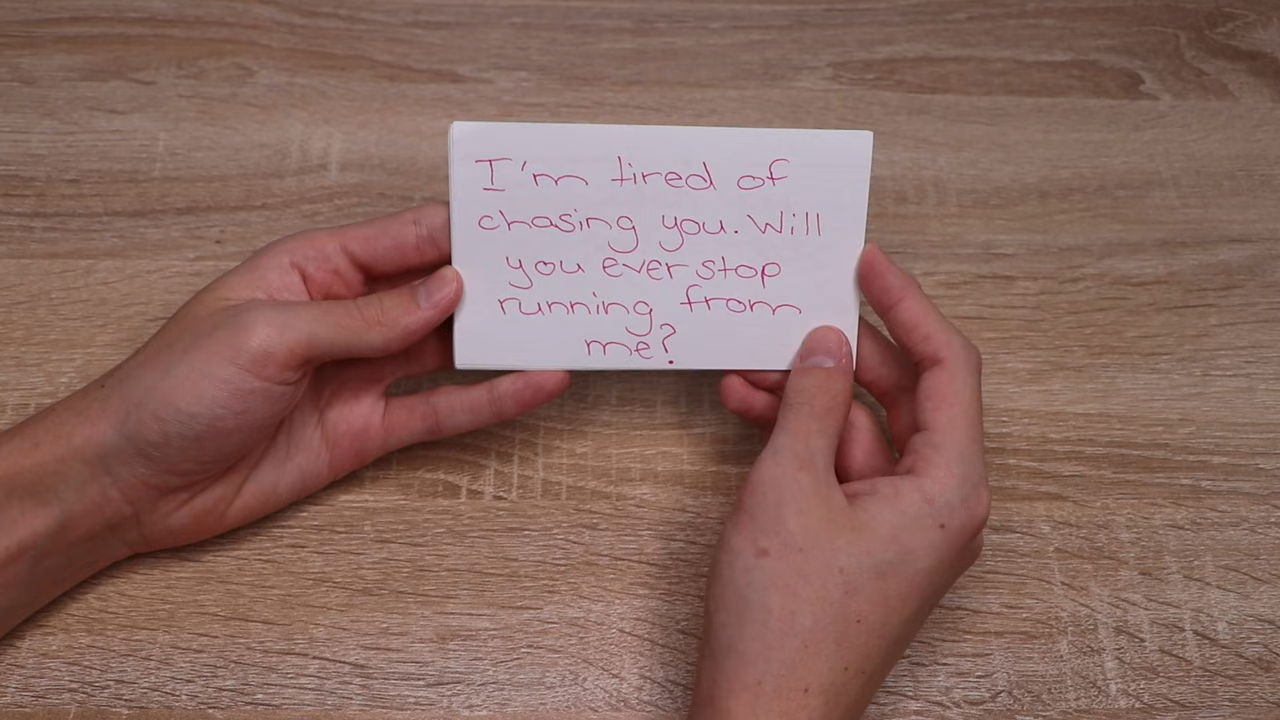 I'm tired of
chasing you. Will
you ever stop
running from
me?